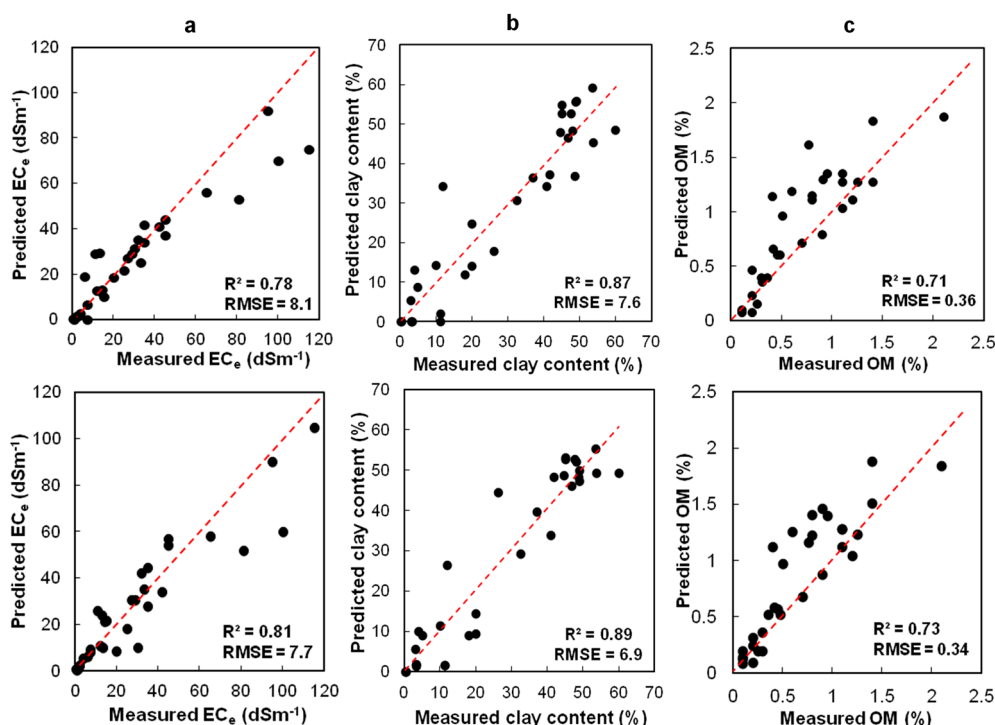 a
b
c
120
100
80
60
40
20
0
0 20 40 60 80 100 120
Predicted ECe (dSm-1)
Measured ECe (dSm-1)
R² = 0.78
RMSE = 8.1
70
60
50
40
30
20
10
0
0 10 20 30 40 50 60 70
Predicted clay content (%)
Measured clay content (%)
R² = 0.87
RMSE = 7.6
2.5
2
1.5
1
0.5
0
0 0.5 1 1.5 2 2.5
Predicted OM (%)
Measured OM (%)
R² = 0.71
RMSE = 0.36
120
100
80
60
40
20
0
0 20 40 60 80 100 120
Predicted ECe (dSm-1)
Measured ECe (dSm-1)
R² = 0.81
RMSE = 7.7
70
60
50
40
30
20
10
0
0 10 20 30 40 50 60 70
Predicted clay content (%)
Measured clay content (%)
R² = 0.89
RMSE = 6.9
2.5
2
1.5
1
0.5
0
0 0.5 1 1.5 2 2.5
Predicted OM (%)
Measured OM (%)
R² = 0.73
RMSE = 0.34